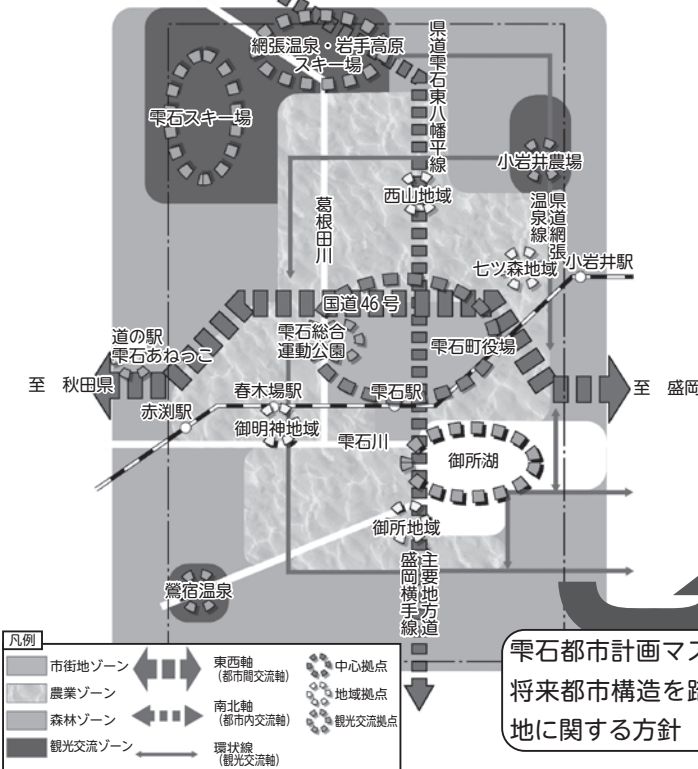 網張温泉・岩手高原
スキー場
雫石スキー場
県道雫石東八幡平線
小岩井農場
西山地域
葛根田川
県道網張
温泉線
七ツ森地域
小岩井駅
国道46号
雫石総合
運動公園
雫石町役場
道の駅
雫石あねっこ
至 秋田県
至 盛岡
春木場駅
雫石駅
赤渕駅
御明神地域
雫石川
御所湖
御所地域
主要地方道
盛岡横手線
鶯宿温泉
凡例
市街地ゾーン
農業ゾーン
森林ゾーン
観光交流ゾーン
東西軸
(都市間交流軸)
南北軸
(都市内交流軸)
環状線
(観光交流軸)
中心拠点
地域拠点
観光交流拠点
雫石都市計画マス
将来都市構造を踏
地に関する方針